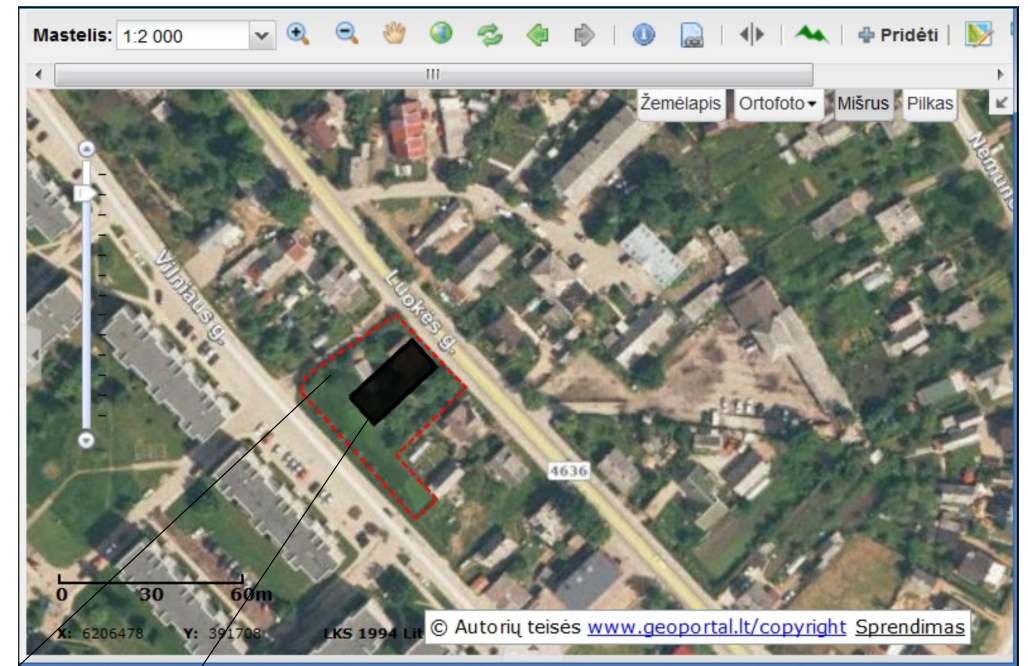 Mastelis: 1:2 000 Pridėti
Žemėlapis Ortofoto Mišrus Pilkas
Nemuno
Vilniaus g.
Luokės g.
4636
0 30 60m
X: 6206478 Y: 391708 LKS 1994 Lit
© Autorių teisės www.geoportal.lt/copyright Sprendimas